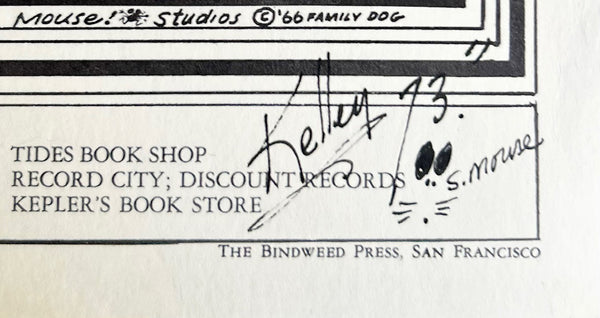 MOUSE! STUDIOS © '66 FAMILY DOG
Kelley 73.
S. Mouse
TIDES BOOK SHOP
RECORD CITY; DISCOUNT RECORDS
KEPLER'S BOOK STORE
THE BINDWEED PRESS, SAN FRANCISCO